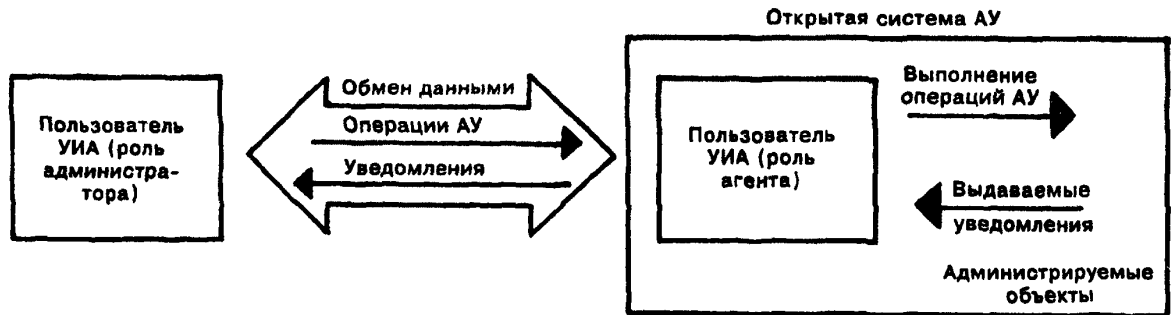 Открытая система АУ
Пользователь
УИА (роль
администра-
тора)
Обмен данными
Операции АУ
Уведомления
Пользователь
УИА (роль
агента)
Выполнение
операций АУ
Выдаваемые
уведомления
Администрируемые
объекты